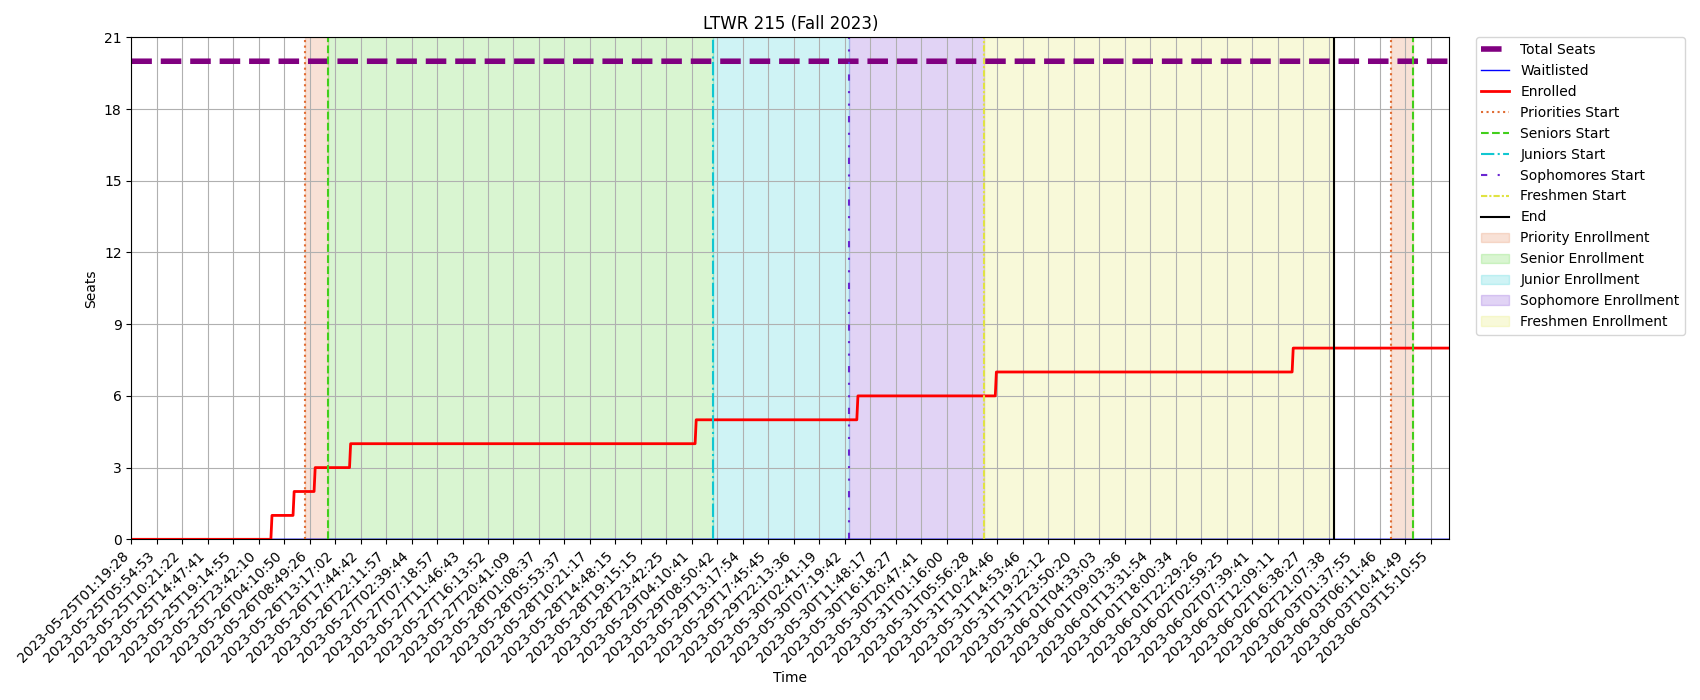 LTWR 215 (Fall 2023)
Seats
21
18
15
12
9
6
3
0
2023-05-25T01:19:28
2023-05-25T05:54:53
2023-05-25T10:21:22
2023-05-25T14:47:41
2023-05-25T19:14:55
2023-05-25T23:42:10
2023-05-26T04:10:50
2023-05-26T08:49:26
2023-05-26T13:17:02
2023-05-26T17:44:42
2023-05-26T22:11:57
2023-05-27T02:39:44
2023-05-27T07:18:57
2023-05-27T11:46:43
2023-05-27T16:13:52
2023-05-27T20:41:09
2023-05-28T01:08:37
2023-05-28T05:53:37
2023-05-28T10:21:17
2023-05-28T14:48:15
2023-05-28T19:15:15
2023-05-28T23:42:25
2023-05-29T04:10:41
2023-05-29T08:50:42
2023-05-29T13:17:54
2023-05-29T17:45:45
2023-05-29T22:13:36
2023-05-30T02:41:19
2023-05-30T07:19:42
2023-05-30T11:48:17
2023-05-30T16:18:27
2023-05-30T20:47:41
2023-05-31T01:16:00
2023-05-31T05:56:28
2023-05-31T10:24:46
2023-05-31T14:53:46
2023-05-31T19:22:12
2023-05-31T23:50:20
2023-06-01T04:33:03
2023-06-01T09:03:36
2023-06-01T13:31:54
2023-06-01T18:00:34
2023-06-01T22:29:26
2023-06-02T02:59:25
2023-06-02T07:39:41
2023-06-02T12:09:11
2023-06-02T16:38:27
2023-06-02T21:07:38
2023-06-03T01:37:55
2023-06-03T06:11:46
2023-06-03T10:41:49
2023-06-03T15:10:55
Time
Total Seats
Waitlisted
Enrolled
Priorities Start
Seniors Start
Juniors Start
Sophomores Start
Freshmen Start
End
Priority Enrollment
Senior Enrollment
Junior Enrollment
Sophomore Enrollment
Freshmen Enrollment